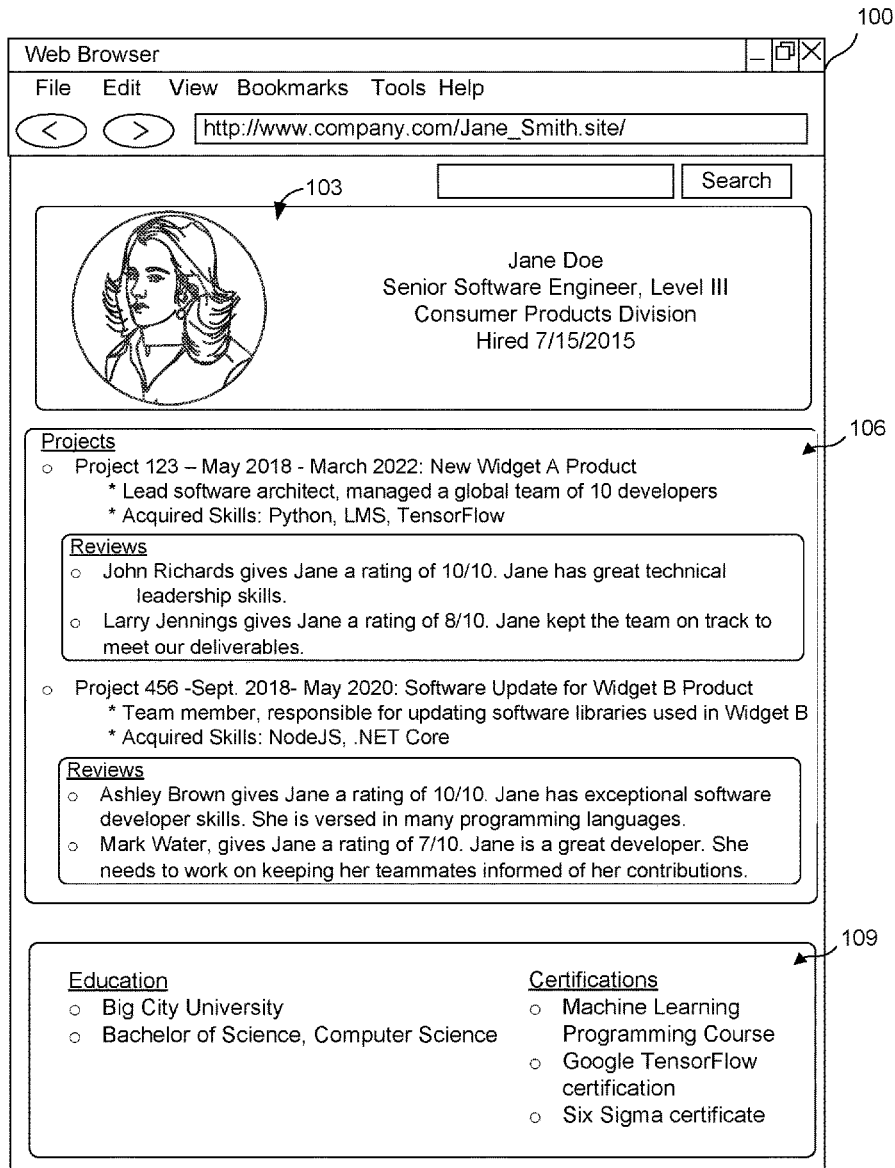 100
Web Browser
File Edit View Bookmarks Tools Help
http://www.company.com/Jane_Smith.site/
Search
103
Jane Doe
Senior Software Engineer, Level III
Consumer Products Division
Hired 7/15/2015
106
Projects
○ Project 123 – May 2018 - March 2022: New Widget A Product
* Lead software architect, managed a global team of 10 developers
* Acquired Skills: Python, LMS, TensorFlow
Reviews
○ John Richards gives Jane a rating of 10/10. Jane has great technical
leadership skills.
○ Larry Jennings gives Jane a rating of 8/10. Jane kept the team on track to
meet our deliverables.
○ Project 456 -Sept. 2018- May 2020: Software Update for Widget B Product
* Team member, responsible for updating software libraries used in Widget B
* Acquired Skills: NodeJS, .NET Core
Reviews
○ Ashley Brown gives Jane a rating of 10/10. Jane has exceptional software
developer skills. She is versed in many programming languages.
○ Mark Water, gives Jane a rating of 7/10. Jane is a great developer. She
needs to work on keeping her teammates informed of her contributions.
109
Education
○ Big City University
○ Bachelor of Science, Computer Science
Certifications
○ Machine Learning
Programming Course
○ Google TensorFlow
certification
○ Six Sigma certificate